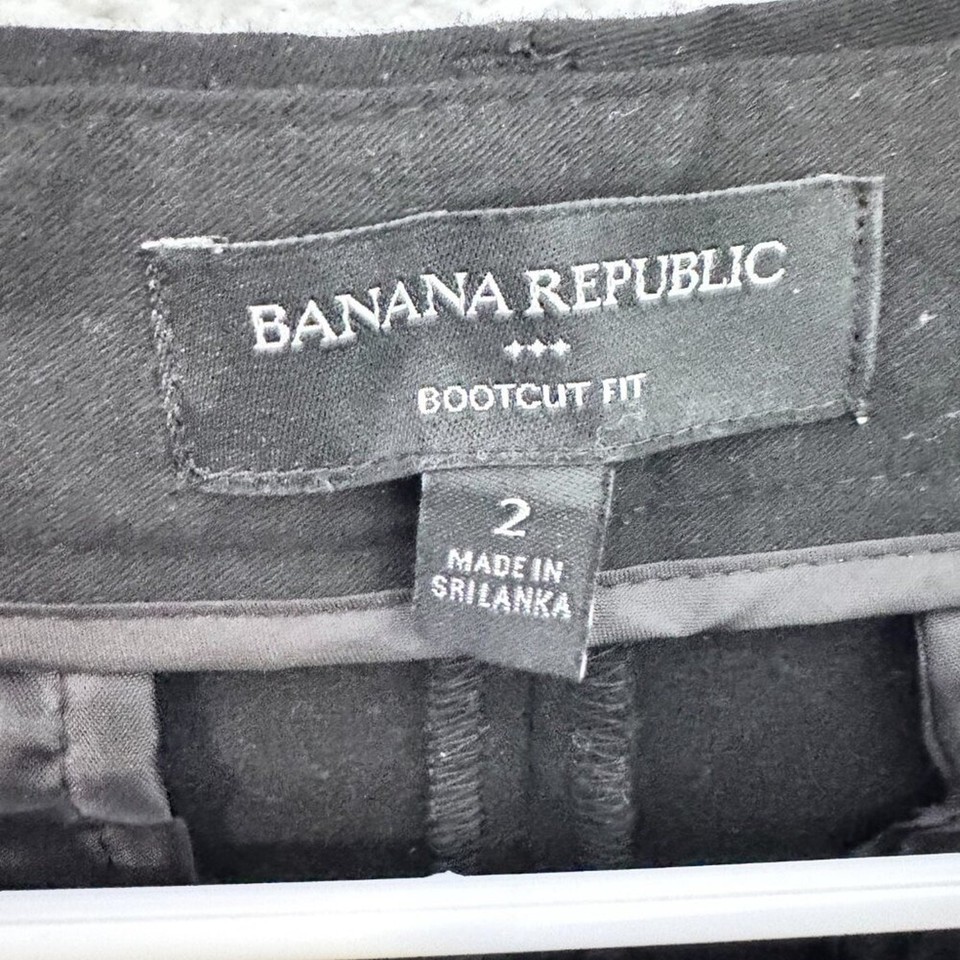 BANANA REPUBLIC
BOOTCUT FIT
2
MADE IN
SRI LANKA